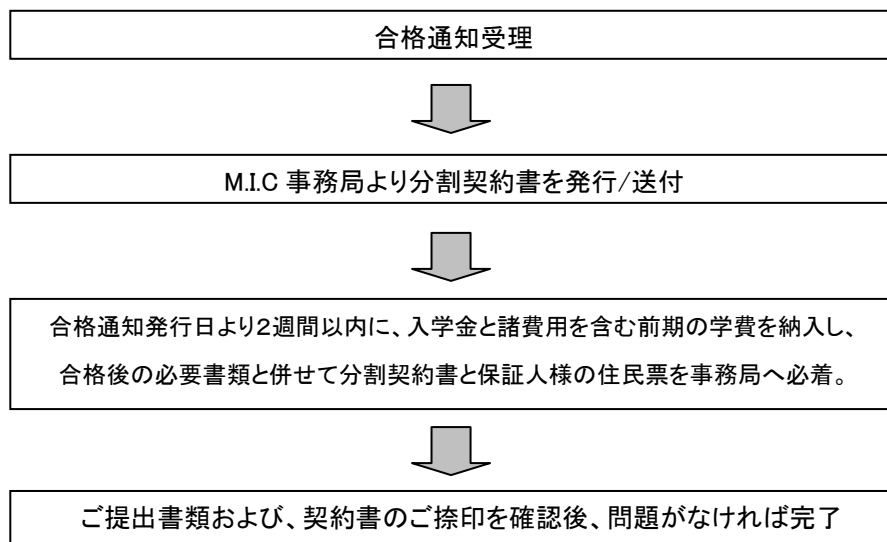 合格通知受理
M.I.C 事務局より分割契約書を発行/送付
合格通知発行日より2週間以内に、入学金と諸費用を含む前期の学費を納入し、
合格後の必要書類と併せて分割契約書と保証人様の住民票を事務局へ必着。
ご提出書類および、契約書のご捺印を確認後、問題がなければ完了